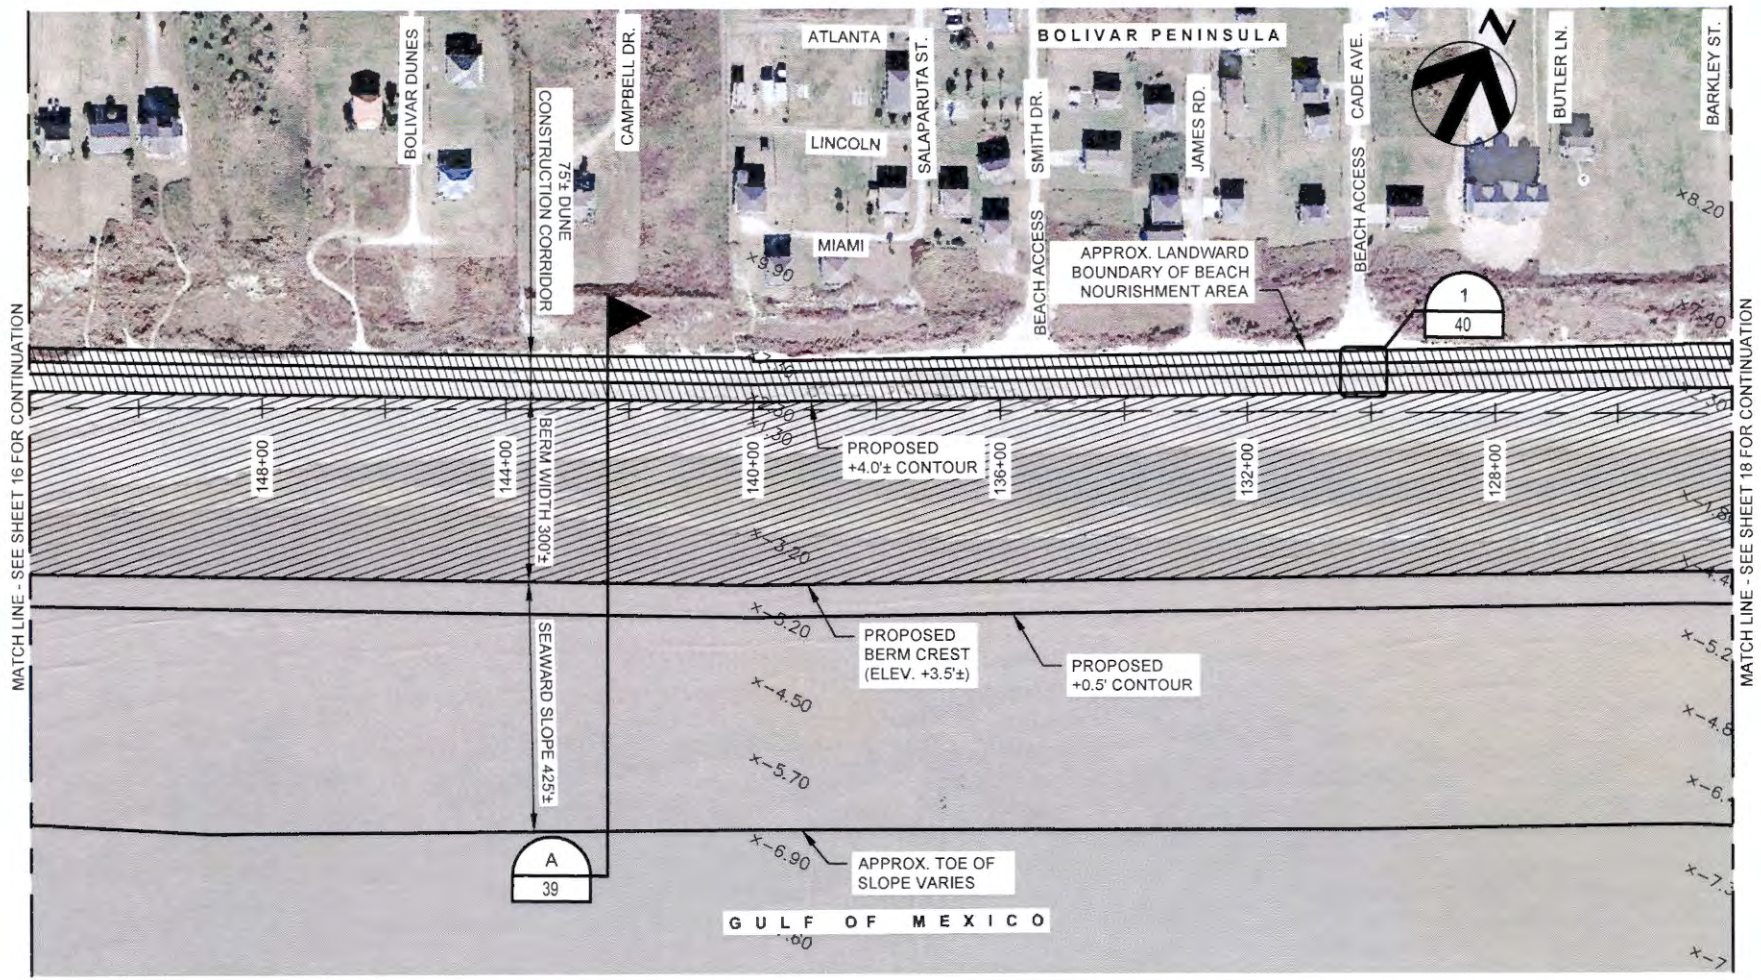 BOLIVAR DUNES
CAMPBELL DR.
ATLANTA
SALAPARUTA ST.
BOLIVAR PENINSULA
CADE AVE.
N
BUTLER LN.
BARKLEY ST.
75'± DUNE
CONSTRUCTION CORRIDOR
LINCOLN
SMITH DR.
JAMES RD.
MIAMI
BEACH ACCESS
BEACH ACCESS
APPROX. LANDWARD
BOUNDARY OF BEACH
NOURISHMENT AREA
x8.20
x9.90
x7.40
1
40
MATCH LINE - SEE SHEET 16 FOR CONTINUATION
MATCH LINE - SEE SHEET 18 FOR CONTINUATION
x2.30
x1.30
PROPOSED
+4.0'± CONTOUR
148+00
144+00
BERM WIDTH 300'±
140+00
136+00
132+00
128+00
x-3.20
x-5.20
PROPOSED
BERM CREST
(ELEV. +3.5'±)
PROPOSED
+0.5' CONTOUR
SEAWARD SLOPE 425'±
x-4.50
x-5.70
x-6.90
A
39
APPROX. TOE OF
SLOPE VARIES
GULF OF MEXICO